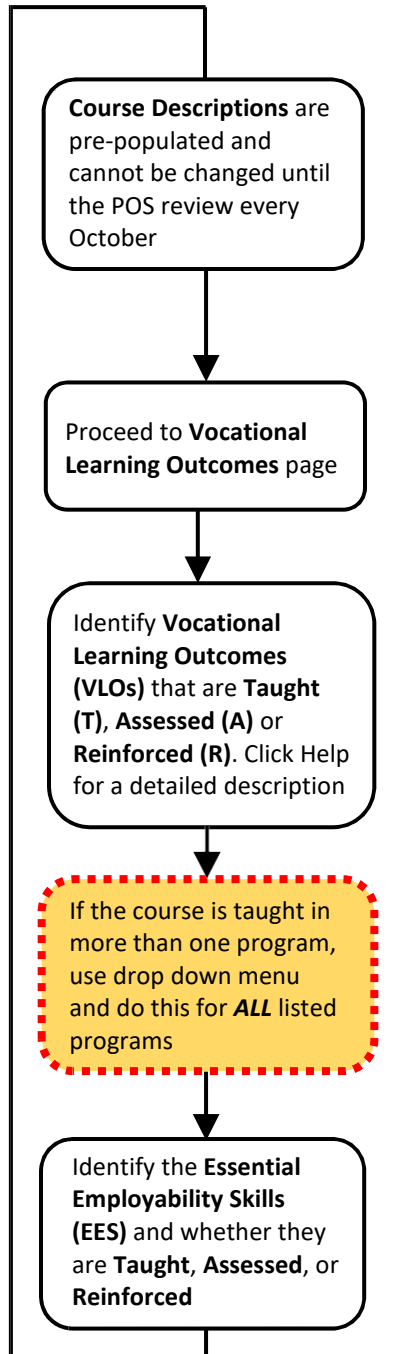 Course Descriptions are
pre-populated and
cannot be changed until
the POS review every
October
Proceed to Vocational
Learning Outcomes page
Identify Vocational
Learning Outcomes
(VLOs) that are Taught
(T), Assessed (A) or
Reinforced (R). Click Help
for a detailed description
If the course is taught in
more than one program,
use drop down menu
and do this for ALL listed
programs
Identify the Essential
Employability Skills
(EES) and whether they
are Taught, Assessed, or
Reinforced